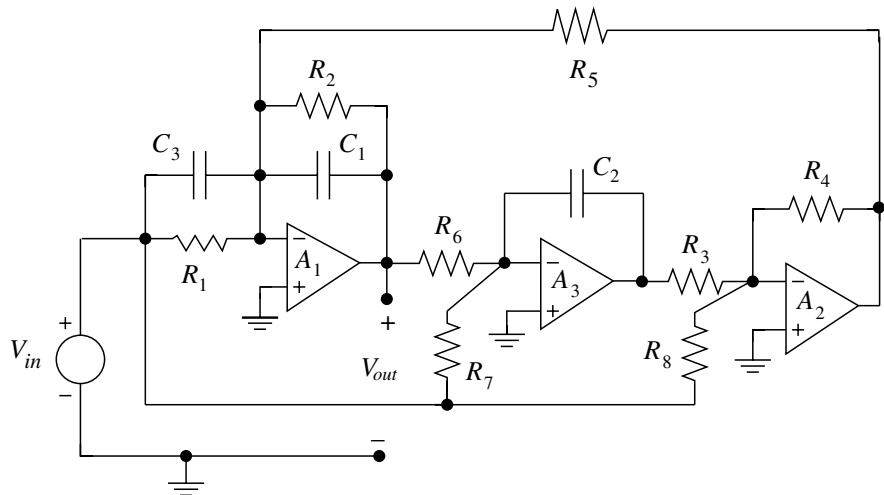 R5
R2
C3
C1
C2
R4
R6
R3
R1
−
A1
+
−
A3
+
−
A2
+
+
+
Vin
−
Vout
R7
R8
−